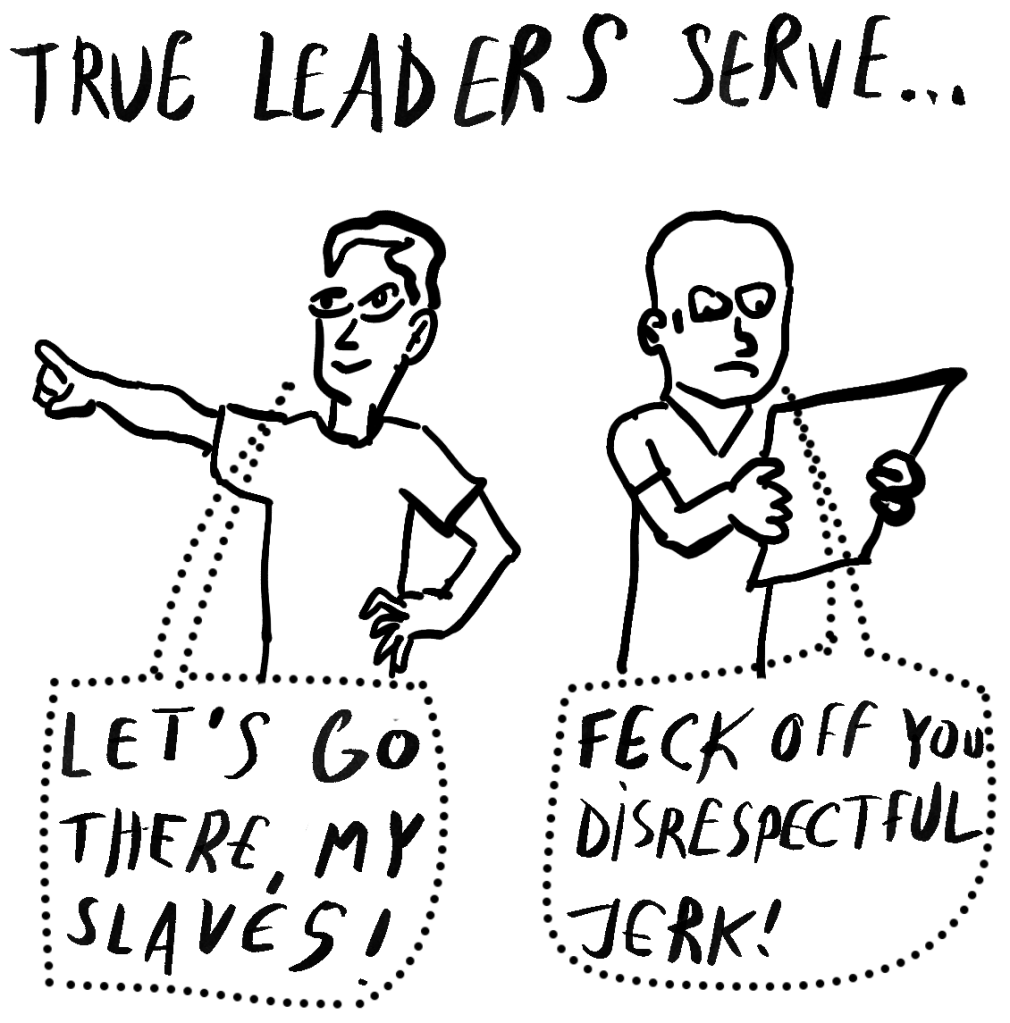 TRUE LEADERS SERVE...
LET'S GO
THERE, MY
SLAVES!
FECK OFF YOU
DISRESPECTFUL
JERK!